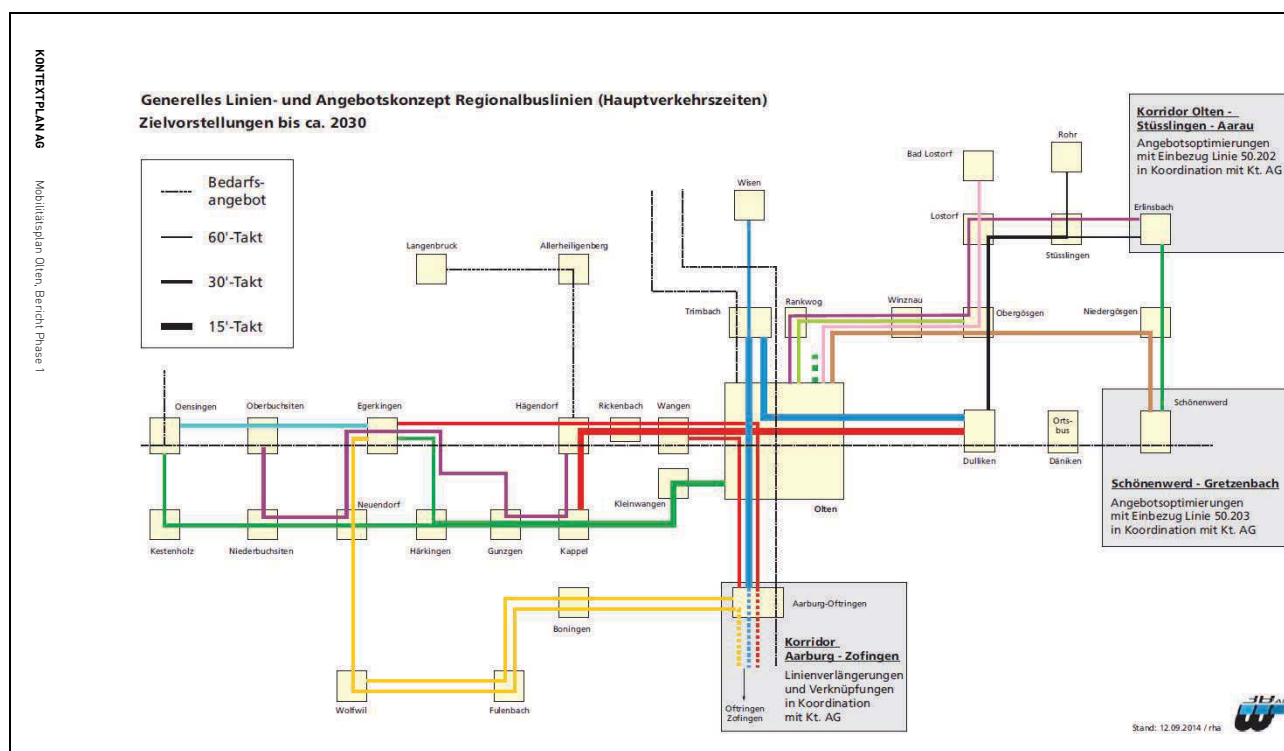 KONTEXTPLAN AG Mobilitätsplan Olten, Bericht Phase 1
Generelles Linien- und Angebotskonzept Regionalbuslinien (Hauptverkehrszeiten)
Zielvorstellungen bis ca. 2030
Bedarfs-
angebot
60'-Takt
30'-Takt
15'-Takt
Korridor Olten -
Stüsslingen - Aarau
Angebotsoptimierungen
mit Einbezug Linie 50.202
in Koordination mit Kt. AG
Rohr
Bad Lostorf
Wisen
Lostorf
Erlinsbach
Langenbruck
Allerheiligenberg
Stüsslingen
Trimbach
Rankwog
Winznau
Obergösgen
Niedergösgen
Oensingen
Oberbuchsiten
Egerkingen
Hägendorf
Rickenbach
Wangen
Schönenwerd
Orts-
bus
Dulliken
Däniken
Schönenwerd - Gretzenbach
Angebotsoptimierungen
mit Einbezug Linie 50.203
in Koordination mit Kt. AG
Neuendorf
Kleinwangen
Olten
Kestenholz
Niederbuchsiten
Härkingen
Gunzgen
Kappel
Boningen
Aarburg-Oftringen
Korridor
Aarburg - Zofingen
Linienverlängerungen
und Verknüpfungen
in Koordination
mit Kt. AG
Wolfwil
Fulenbach
Oftringen
Zofingen
Stand: 12.09.2014 / rha